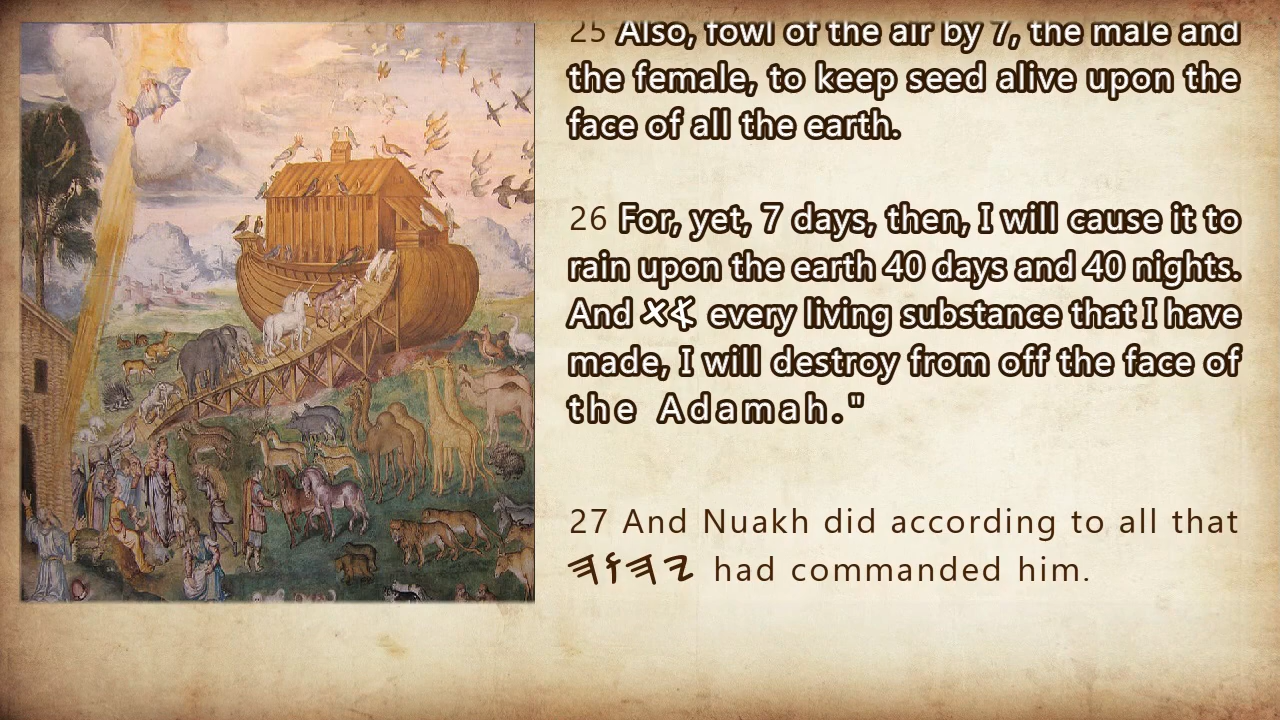 25 Also, fowl of the air by 7, the male and
the female, to keep seed alive upon the
face of all the earth.
26 For, yet, 7 days, then, I will cause it to
rain upon the earth 40 days and 40 nights.
And 𐤀𐤕 every living substance that I have
made, I will destroy from off the face of
the Adamah."
27 And Nuakh did according to all that
𐤉𐤄𐤅𐤄 had commanded him.